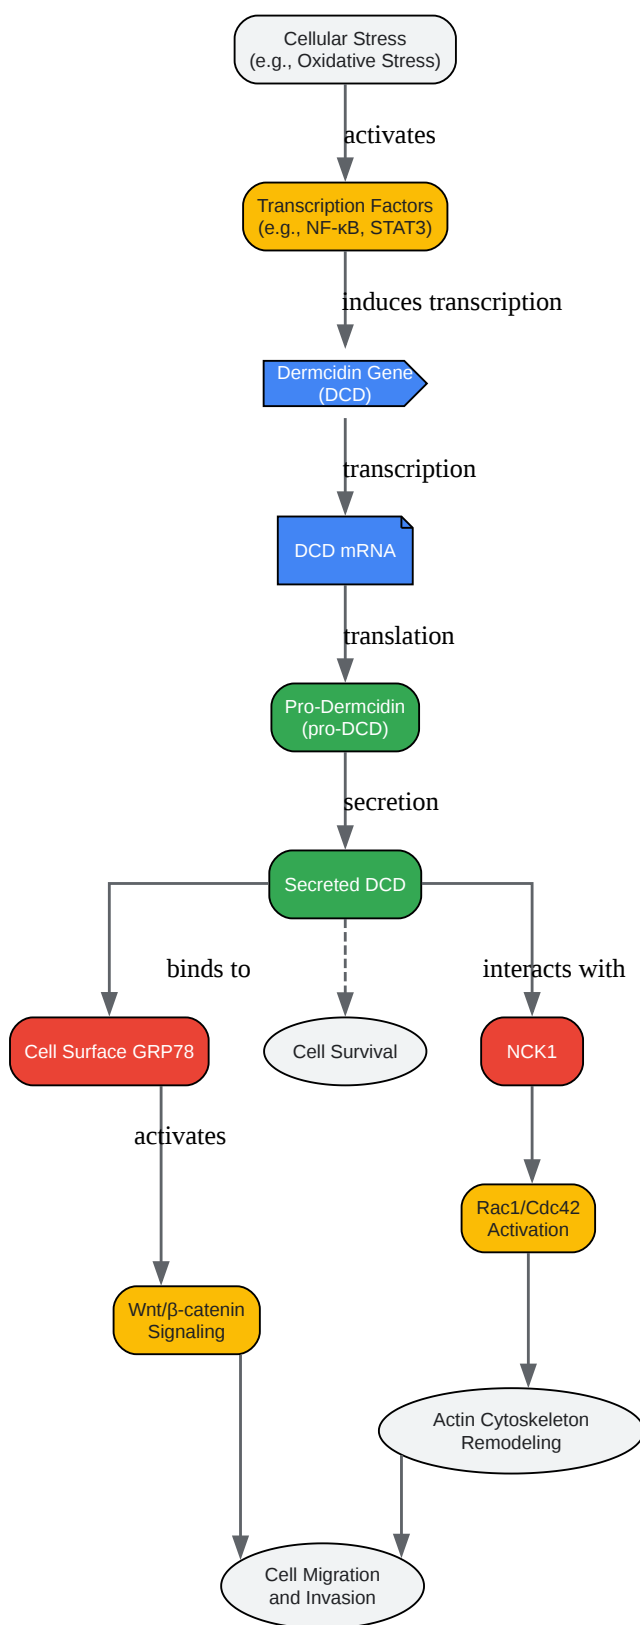 Cellular Stress
(e.g., Oxidative Stress)
activates
Transcription Factors
(e.g., NF-κB, STAT3)
induces transcription
Dermcidin Gene
(DCD)
transcription
DCD mRNA
translation
Pro-Dermcidin
(pro-DCD)
secretion
Secreted DCD
binds to
interacts with
Cell Surface GRP78
Cell Survival
NCK1
activates
Rac1/Cdc42
Activation
Wnt/β-catenin
Signaling
Actin Cytoskeleton
Remodeling
Cell Migration
and Invasion